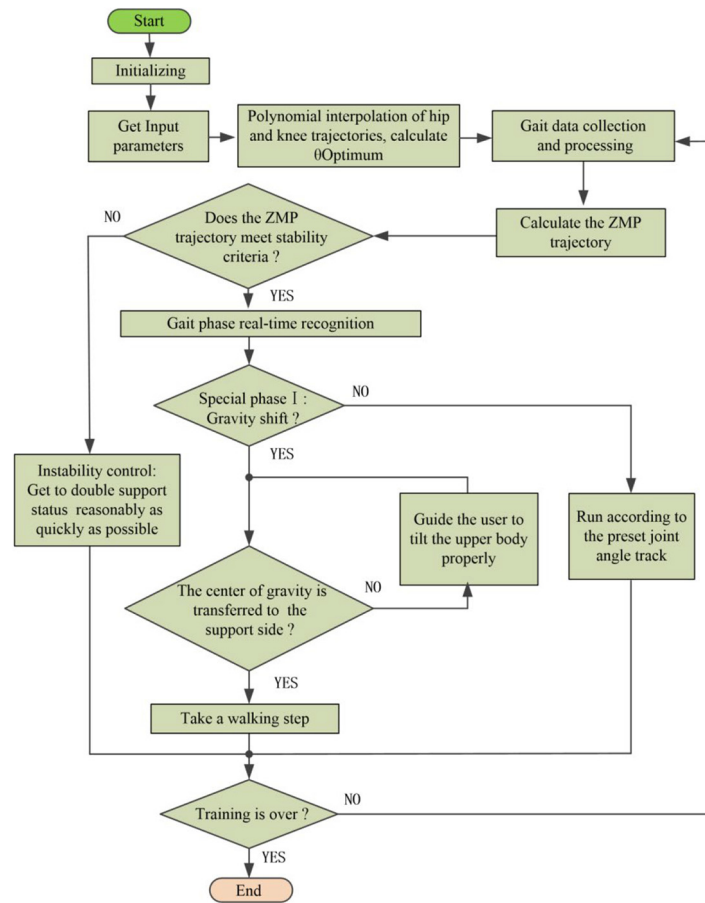 Start
Initializing
Get Input
parameters
Polynomial interpolation of hip
and knee trajectories, calculate
θOptimum
Gait data collection
and processing
Calculate the ZMP
trajectory
Does the ZMP
trajectory meet stability
criteria ?
NO
YES
Gait phase real-time recognition
Special phase Ⅰ :
Gravity shift ?
NO
YES
Instability control:
Get to double support
status reasonably as
quickly as possible
Guide the user to
tilt the upper body
properly
Run according to
the preset joint
angle track
The center of gravity is
transferred to the
support side ?
NO
YES
Take a walking step
Training is over ?
NO
YES
End